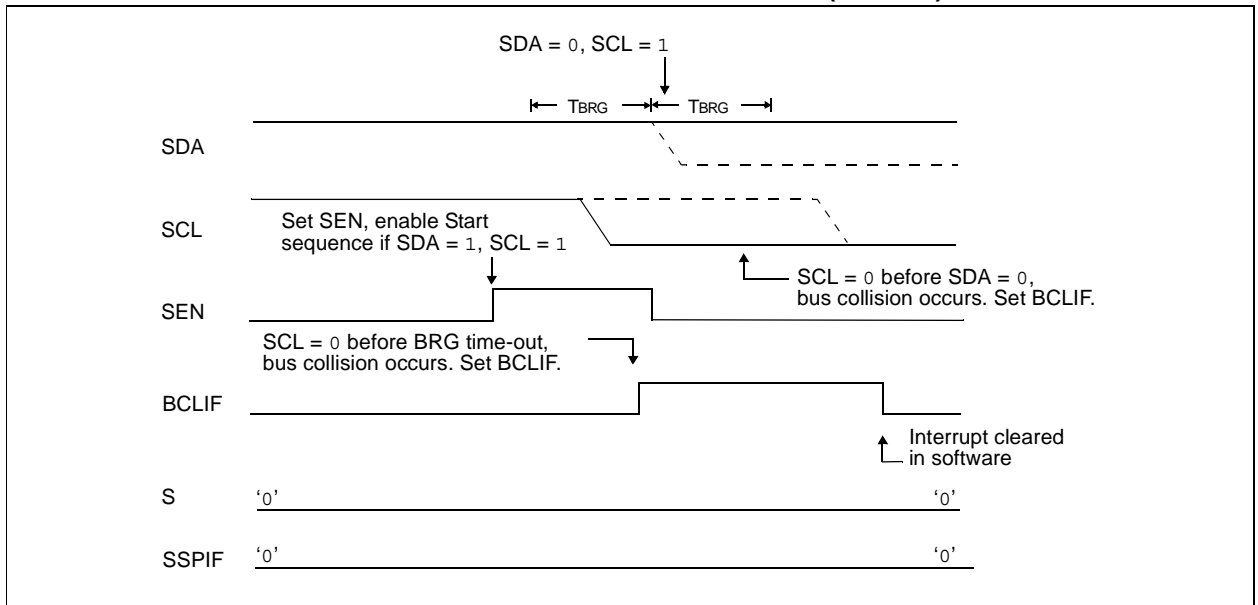 SDA = 0, SCL = 1
TBRG TBRG
SDA
SCL
Set SEN, enable Start
sequence if SDA = 1, SCL = 1
SCL = 0 before SDA = 0,
bus collision occurs. Set BCLIF.
SEN
SCL = 0 before BRG time-out,
bus collision occurs. Set BCLIF.
BCLIF
Interrupt cleared
in software
S ‘0’ ‘0’
SSPIF ‘0’ ‘0’